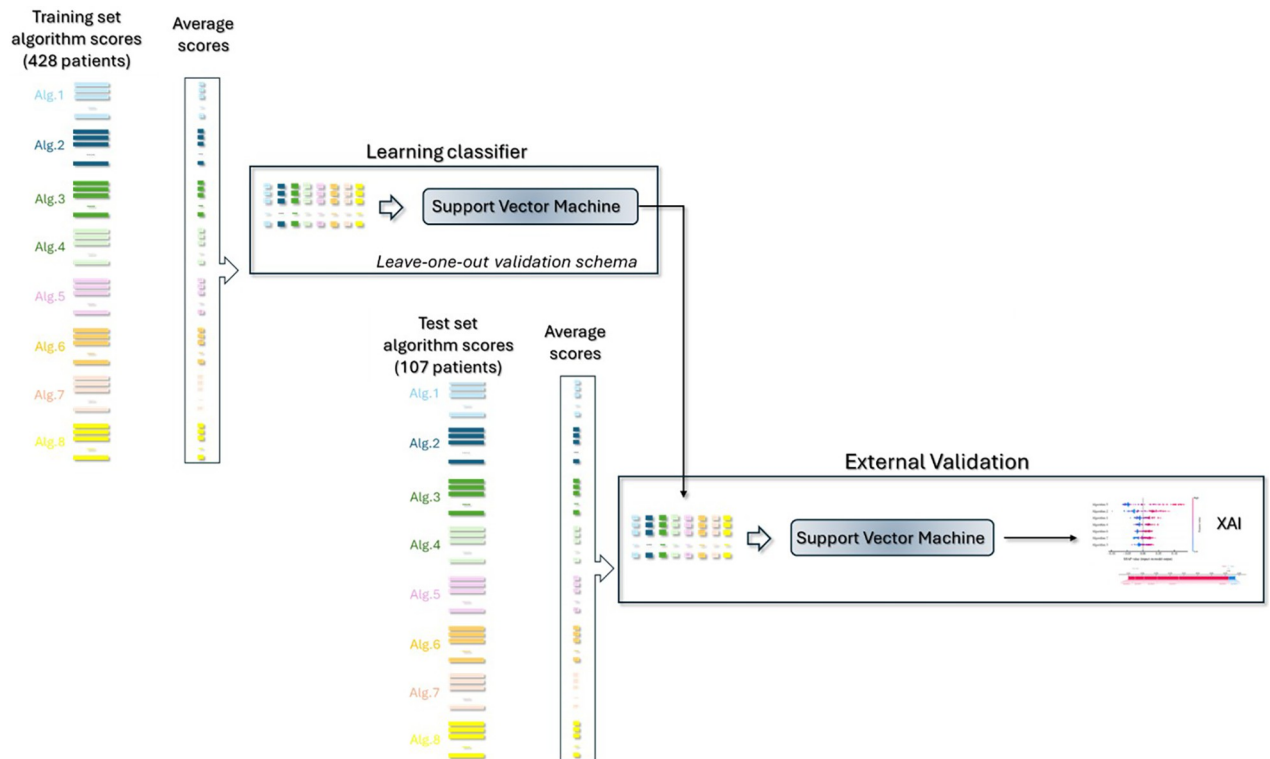 Training set
algorithm scores
(428 patients)
Average
scores
Alg.1
Alg.2
Alg.3
Alg.4
Alg.5
Alg.6
Alg.7
Alg.8
Learning classifier
Support Vector Machine
Leave-one-out validation schema
Test set
algorithm scores
(107 patients)
Average
scores
Alg.1
Alg.2
Alg.3
Alg.4
Alg.5
Alg.6
Alg.7
Alg.8
External Validation
Support Vector Machine
XAI